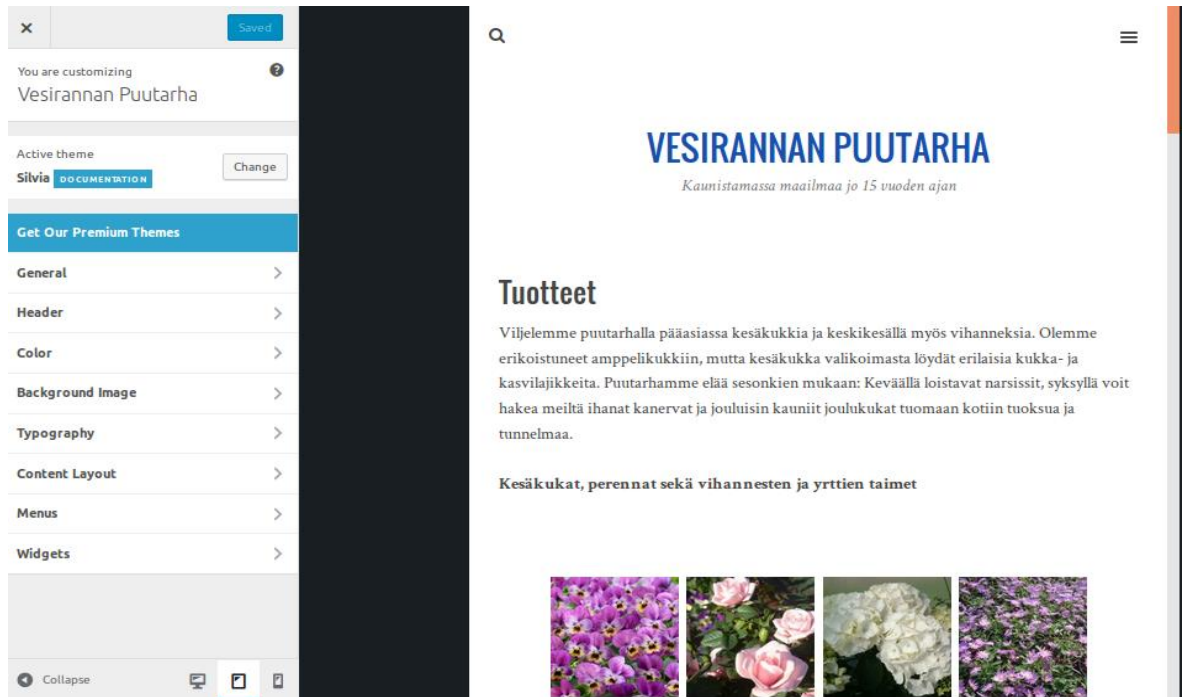 Saved
You are customizing
Vesirannan Puutarha
Active theme
Silvia DOCUMENTATION
Change
Get Our Premium Themes
General
Header
Color
Background Image
Typography
Content Layout
Menus
Widgets
Collapse
VESIRANNAN PUUTARHA
Kaunistamassa maailmaa jo 15 vuoden ajan
Tuotteet
Viljelemme puutarhalla pääasiassa kesäkukkia ja keskikesällä myös vihanneksia. Olemme
erikoistuneet amppelikukkiin, mutta kesäkukka valikoimasta löydät erilaisia kukka- ja
kasvilajikkeita. Puutarhamme elää sesonkien mukaan: Keväällä loistavat narsissit, syksyllä voit
hakea meiltä ihanat kanervat ja jouluisin kauniit joulukukat tuomaan kotiin tuoksua ja
tunnelmaa.
Kesäkukat, perennat sekä vihannesten ja yrttien taimet